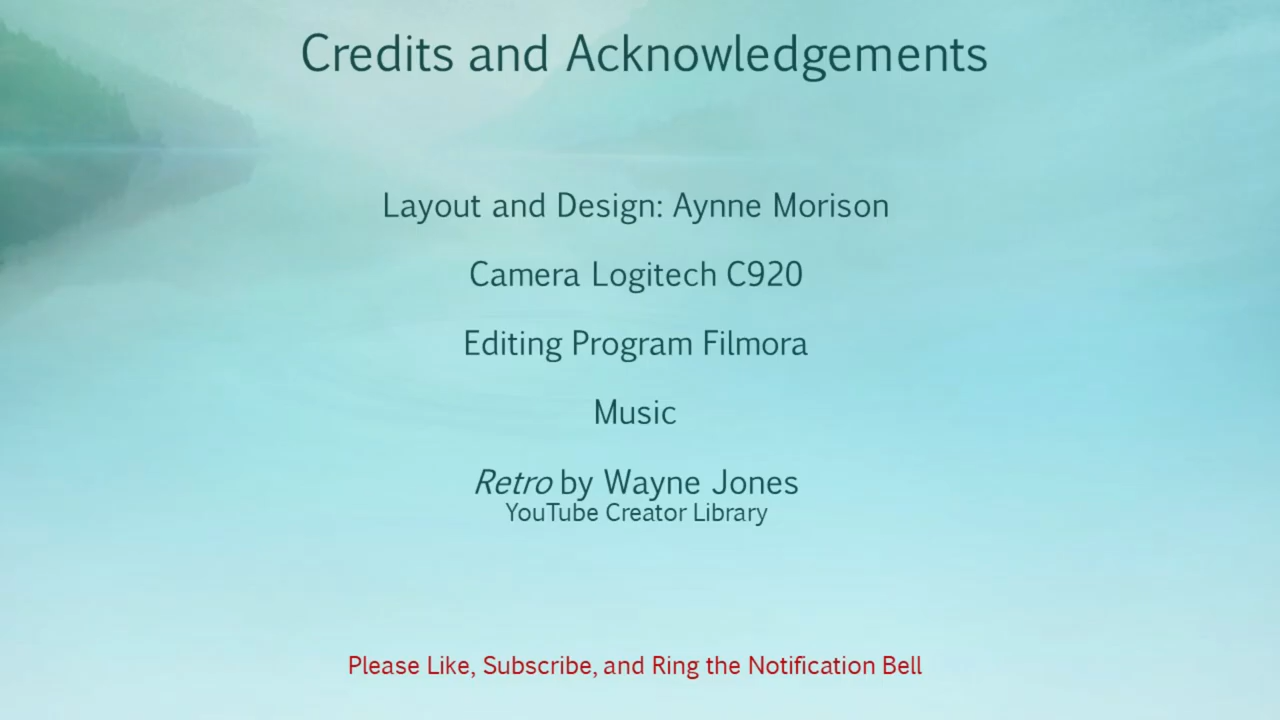 Credits and Acknowledgements
Layout and Design: Aynne Morison
Camera Logitech C920
Editing Program Filmora
Music
Retro by Wayne Jones
YouTube Creator Library
Please Like, Subscribe, and Ring the Notification Bell